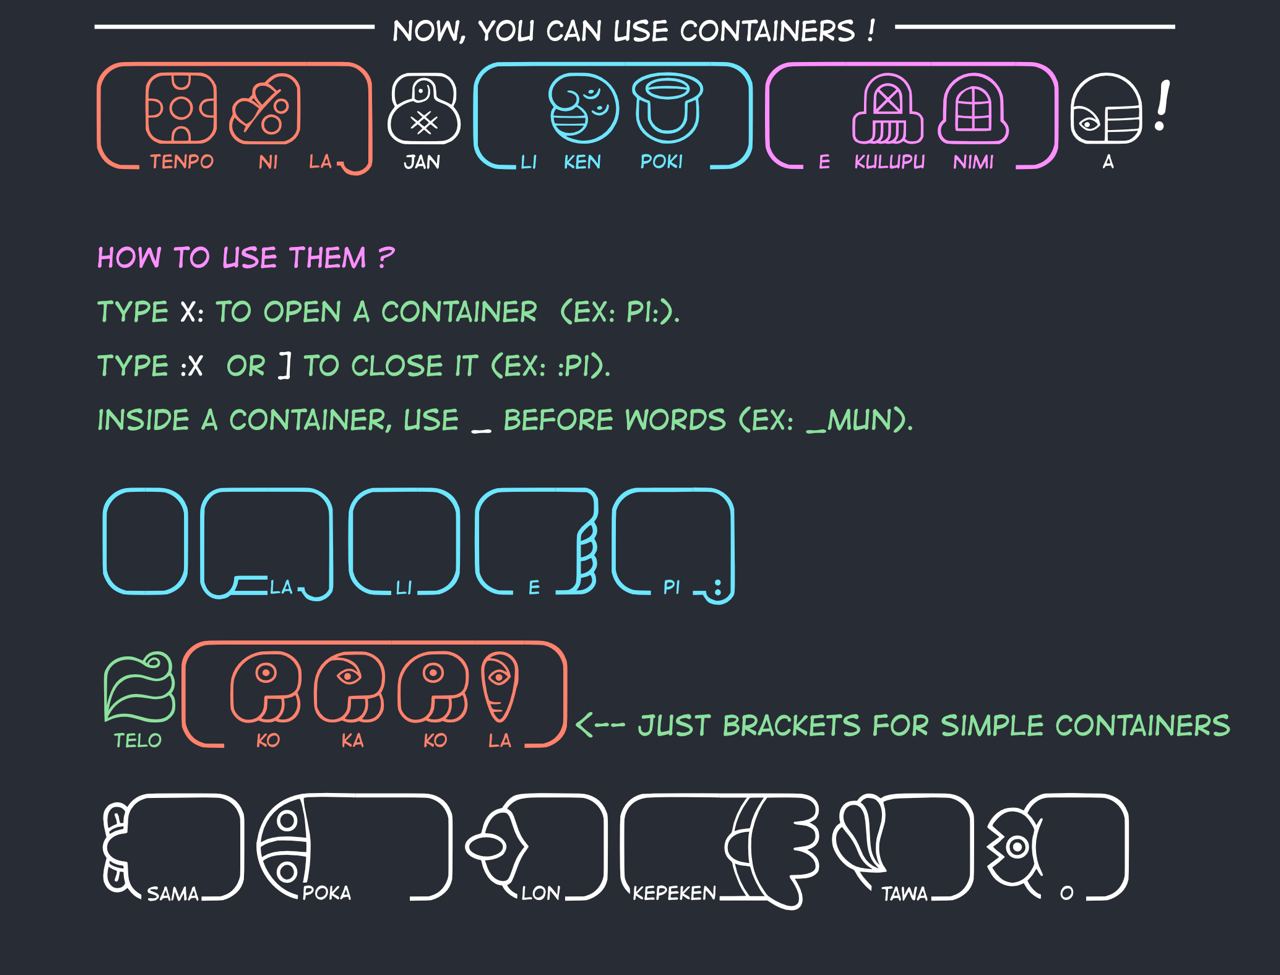 NOW, YOU CAN USE CONTAINERS !
TENPO NI LA JAN LI KEN POKI E KULUPU NIMI A !
HOW TO USE THEM ?
TYPE X: TO OPEN A CONTAINER (EX: PI:).
TYPE :X OR ] TO CLOSE IT (EX: :PI).
INSIDE A CONTAINER, USE _ BEFORE WORDS (EX: _MUN).
LA LI E PI :
TELO KO KA KO LA <-- JUST BRACKETS FOR SIMPLE CONTAINERS
SAMA POKA LON KEPEKEN TAWA O